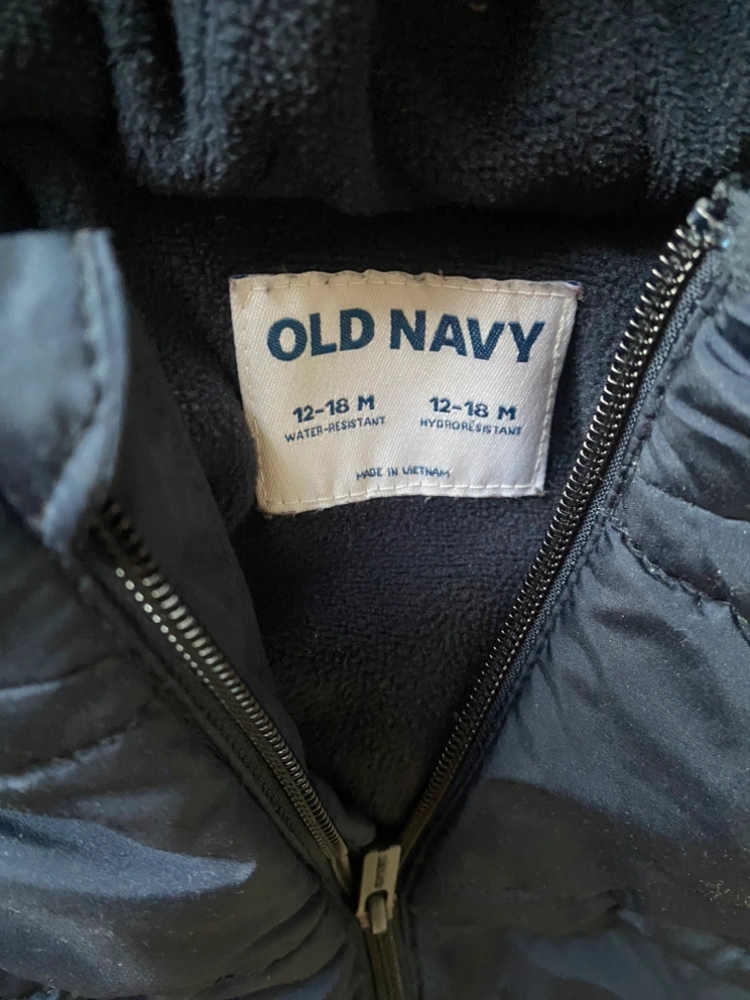 OLD NAVY
12-18 M 12-18 M
WATER-RESISTANT HYDRORÉSISTANT
MADE IN VIETNAM